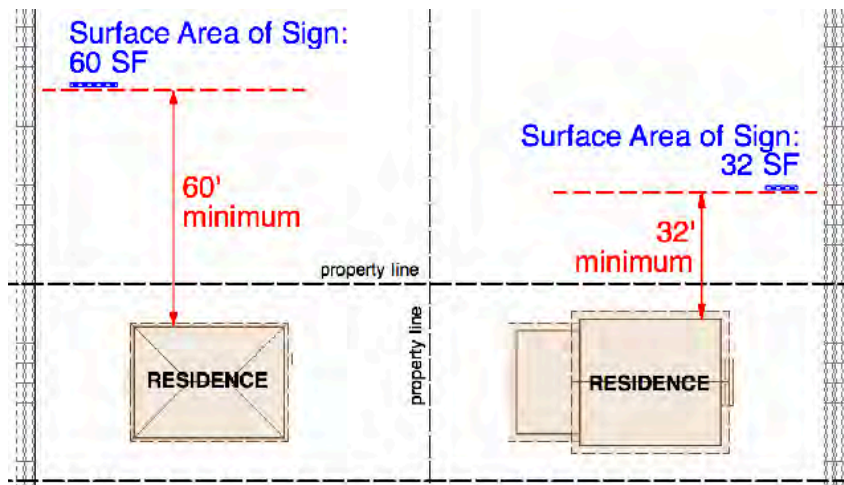 Surface Area of Sign:
60 SF
Surface Area of Sign:
32 SF
60'
minimum
32'
minimum
property line
property line
RESIDENCE
RESIDENCE